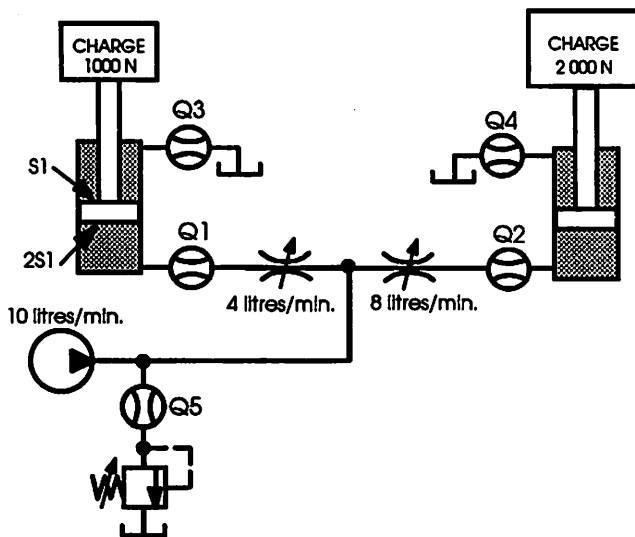 CHARGE
1000 N
CHARGE
2 000 N
Q3
Q4
S1
2S1
Q1
Q2
4 litres/min.
8 litres/min.
10 litres/min.
Q5